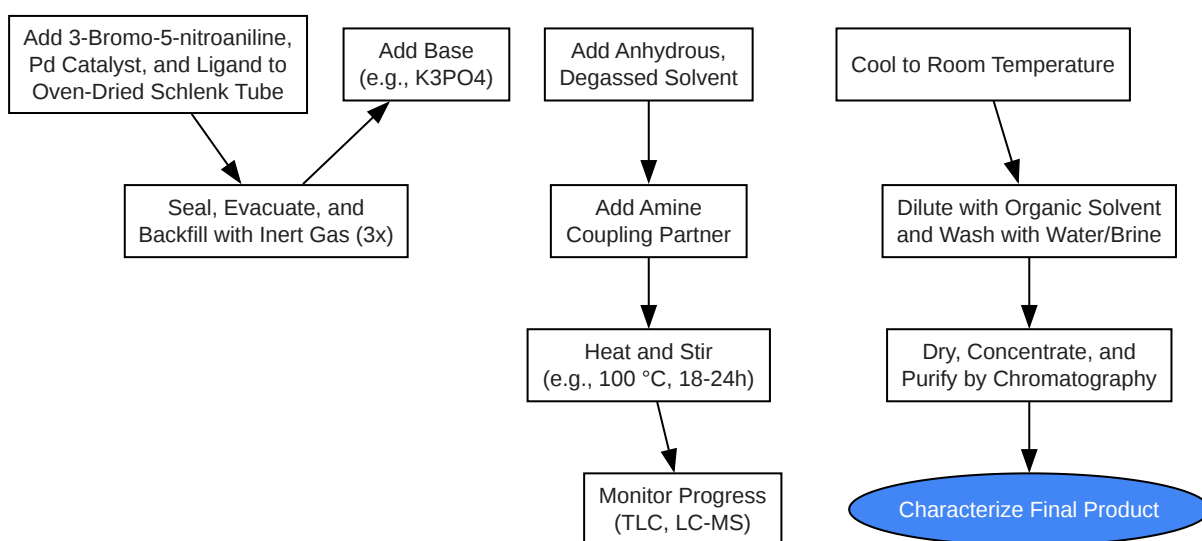 Add 3-Bromo-5-nitroaniline,
Pd Catalyst, and Ligand to
Oven-Dried Schlenk Tube
Seal, Evacuate, and
Backfill with Inert Gas (3x)
Add Base
(e.g., K3PO4)
Add Anhydrous,
Degassed Solvent
Add Amine
Coupling Partner
Heat and Stir
(e.g., 100 °C, 18-24h)
Monitor Progress
(TLC, LC-MS)
Cool to Room Temperature
Dilute with Organic Solvent
and Wash with Water/Brine
Dry, Concentrate, and
Purify by Chromatography
Characterize Final Product